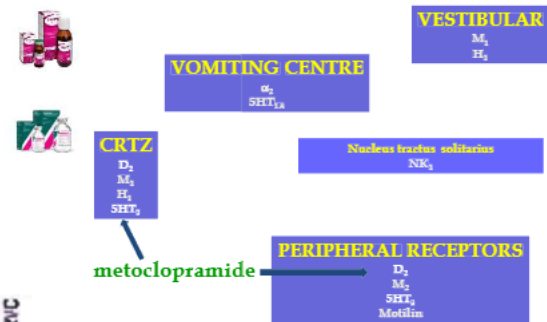 VESTIBULAR
M₁
H₁
VOMITING CENTRE
α₂
5HT₁ₐ
CRTZ
D₂
M₁
H₁
5HT₃
Nucleus tractus solitarius
NK₁
metoclopramide
PERIPHERAL RECEPTORS
D₂
M₂
5HT₃
Motilin